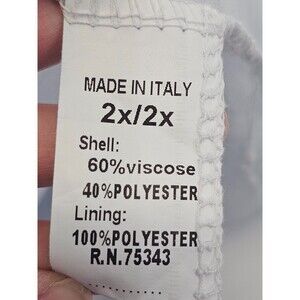 MADE IN ITALY
2x/2x
Shell:
60%viscose
40%POLYESTER
Lining:
100%POLYESTER
R.N.75343